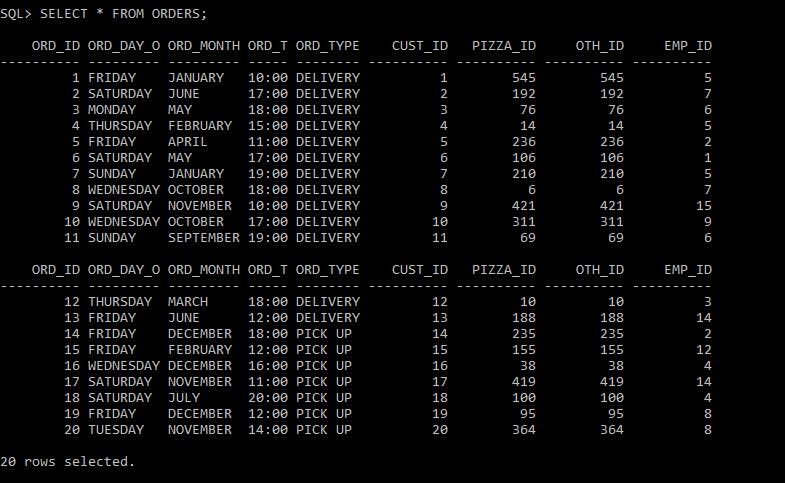 SQL> SELECT * FROM ORDERS;
ORD_ID ORD_DAY_O ORD_MONTH ORD_T ORD_TYPE CUST_ID PIZZA_ID OTH_ID EMP_ID
---------- --------- --------- ----- -------- ---------- ---------- ---------- ----------
1 FRIDAY JANUARY 10:00 DELIVERY 1 545 545 5
2 SATURDAY JUNE 17:00 DELIVERY 2 192 192 7
3 MONDAY MAY 18:00 DELIVERY 3 76 76 6
4 THURSDAY FEBRUARY 15:00 DELIVERY 4 14 14 5
5 FRIDAY APRIL 11:00 DELIVERY 5 236 236 2
6 SATURDAY MAY 17:00 DELIVERY 6 106 106 1
7 SUNDAY JANUARY 19:00 DELIVERY 7 210 210 5
8 WEDNESDAY OCTOBER 18:00 DELIVERY 8 6 6 7
9 SATURDAY NOVEMBER 10:00 DELIVERY 9 421 421 15
10 WEDNESDAY OCTOBER 17:00 DELIVERY 10 311 311 9
11 SUNDAY SEPTEMBER 19:00 DELIVERY 11 69 69 6
ORD_ID ORD_DAY_O ORD_MONTH ORD_T ORD_TYPE CUST_ID PIZZA_ID OTH_ID EMP_ID
---------- --------- --------- ----- -------- ---------- ---------- ---------- ----------
12 THURSDAY MARCH 18:00 DELIVERY 12 10 10 3
13 FRIDAY JUNE 12:00 DELIVERY 13 188 188 14
14 FRIDAY DECEMBER 18:00 PICK UP 14 235 235 2
15 FRIDAY FEBRUARY 12:00 PICK UP 15 155 155 12
16 WEDNESDAY DECEMBER 16:00 PICK UP 16 38 38 4
17 SATURDAY NOVEMBER 11:00 PICK UP 17 419 419 14
18 SATURDAY JULY 20:00 PICK UP 18 100 100 4
19 FRIDAY DECEMBER 12:00 PICK UP 19 95 95 8
20 TUESDAY NOVEMBER 14:00 PICK UP 20 364 364 8
20 rows selected.